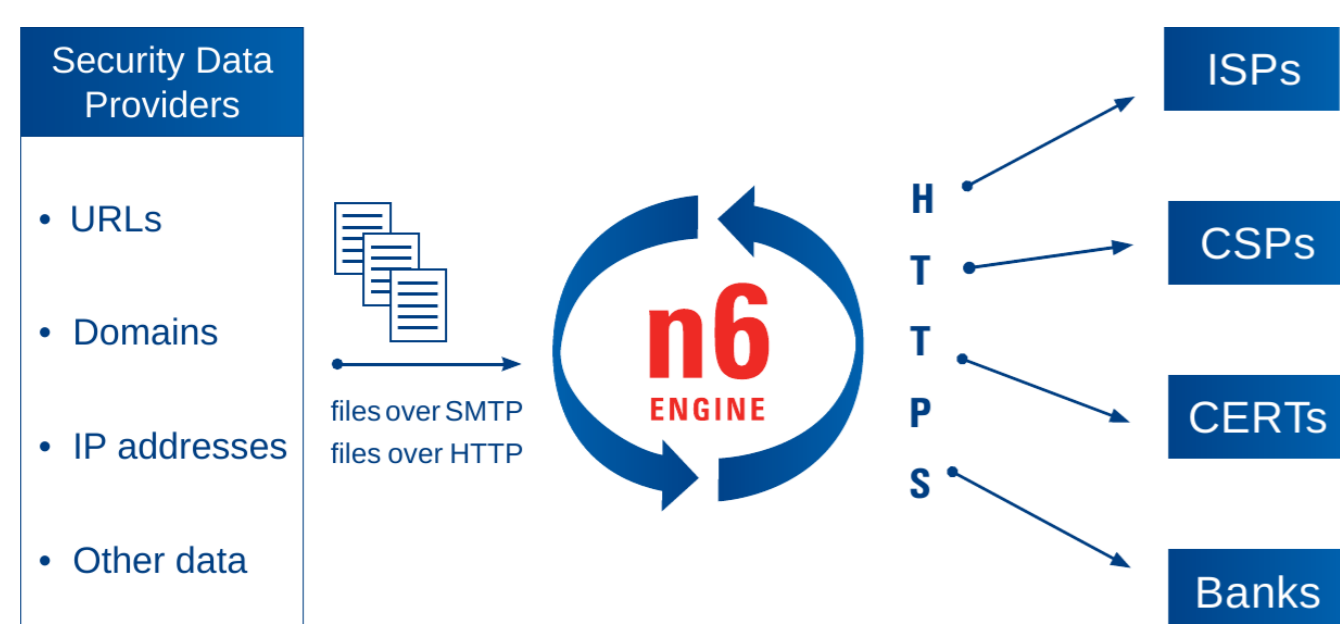 Security Data
Providers
• URLs
• Domains
• IP addresses
• Other data
files over SMTP
files over HTTP
n6
ENGINE
H
T
T
P
S
ISPs
CSPs
CERTs
Banks